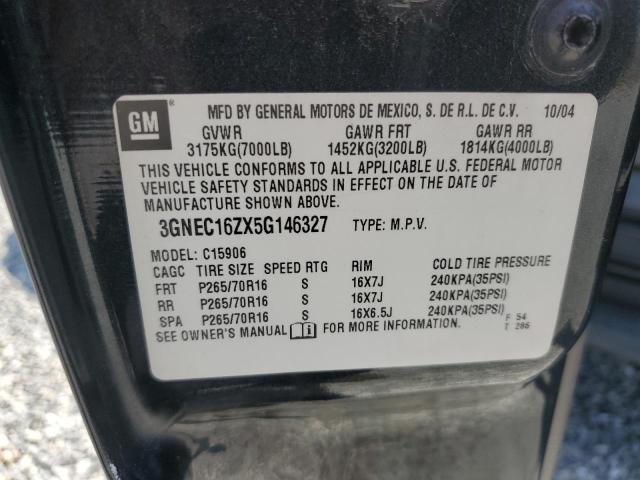 GM ® MFD BY GENERAL MOTORS DE MEXICO, S. DE R.L. DE C.V. 10/04
GVWR GAWR FRT GAWR RR
3175KG(7000LB) 1452KG(3200LB) 1814KG(4000LB)
THIS VEHICLE CONFORMS TO ALL APPLICABLE U.S. FEDERAL MOTOR
VEHICLE SAFETY STANDARDS IN EFFECT ON THE DATE OF
MANUFACTURE SHOWN ABOVE.
3GNEC16ZX5G146327 TYPE: M.P.V.
MODEL: C15906
CAGC TIRE SIZE SPEED RTG RIM COLD TIRE PRESSURE
FRT P265/70R16 S 16X7J 240KPA(35PSI)
RR P265/70R16 S 16X7J 240KPA(35PSI)
SPA P265/70R16 S 16X6.5J 240KPA(35PSI) F 54
SEE OWNER'S MANUAL FOR MORE INFORMATION. T 286